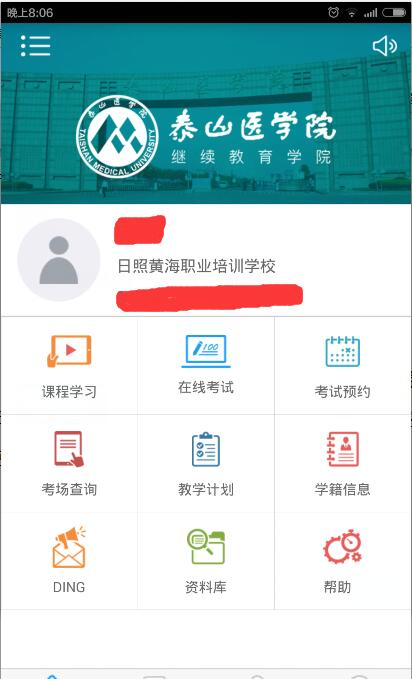 晚上8:06
泰山医学院
TAISHAN MEDICAL UNIVERSITY
继续教育学院
日照黄海职业培训学校
课程学习
100
在线考试
考试预约
考场查询
教学计划
学籍信息
DING
资料库
帮助